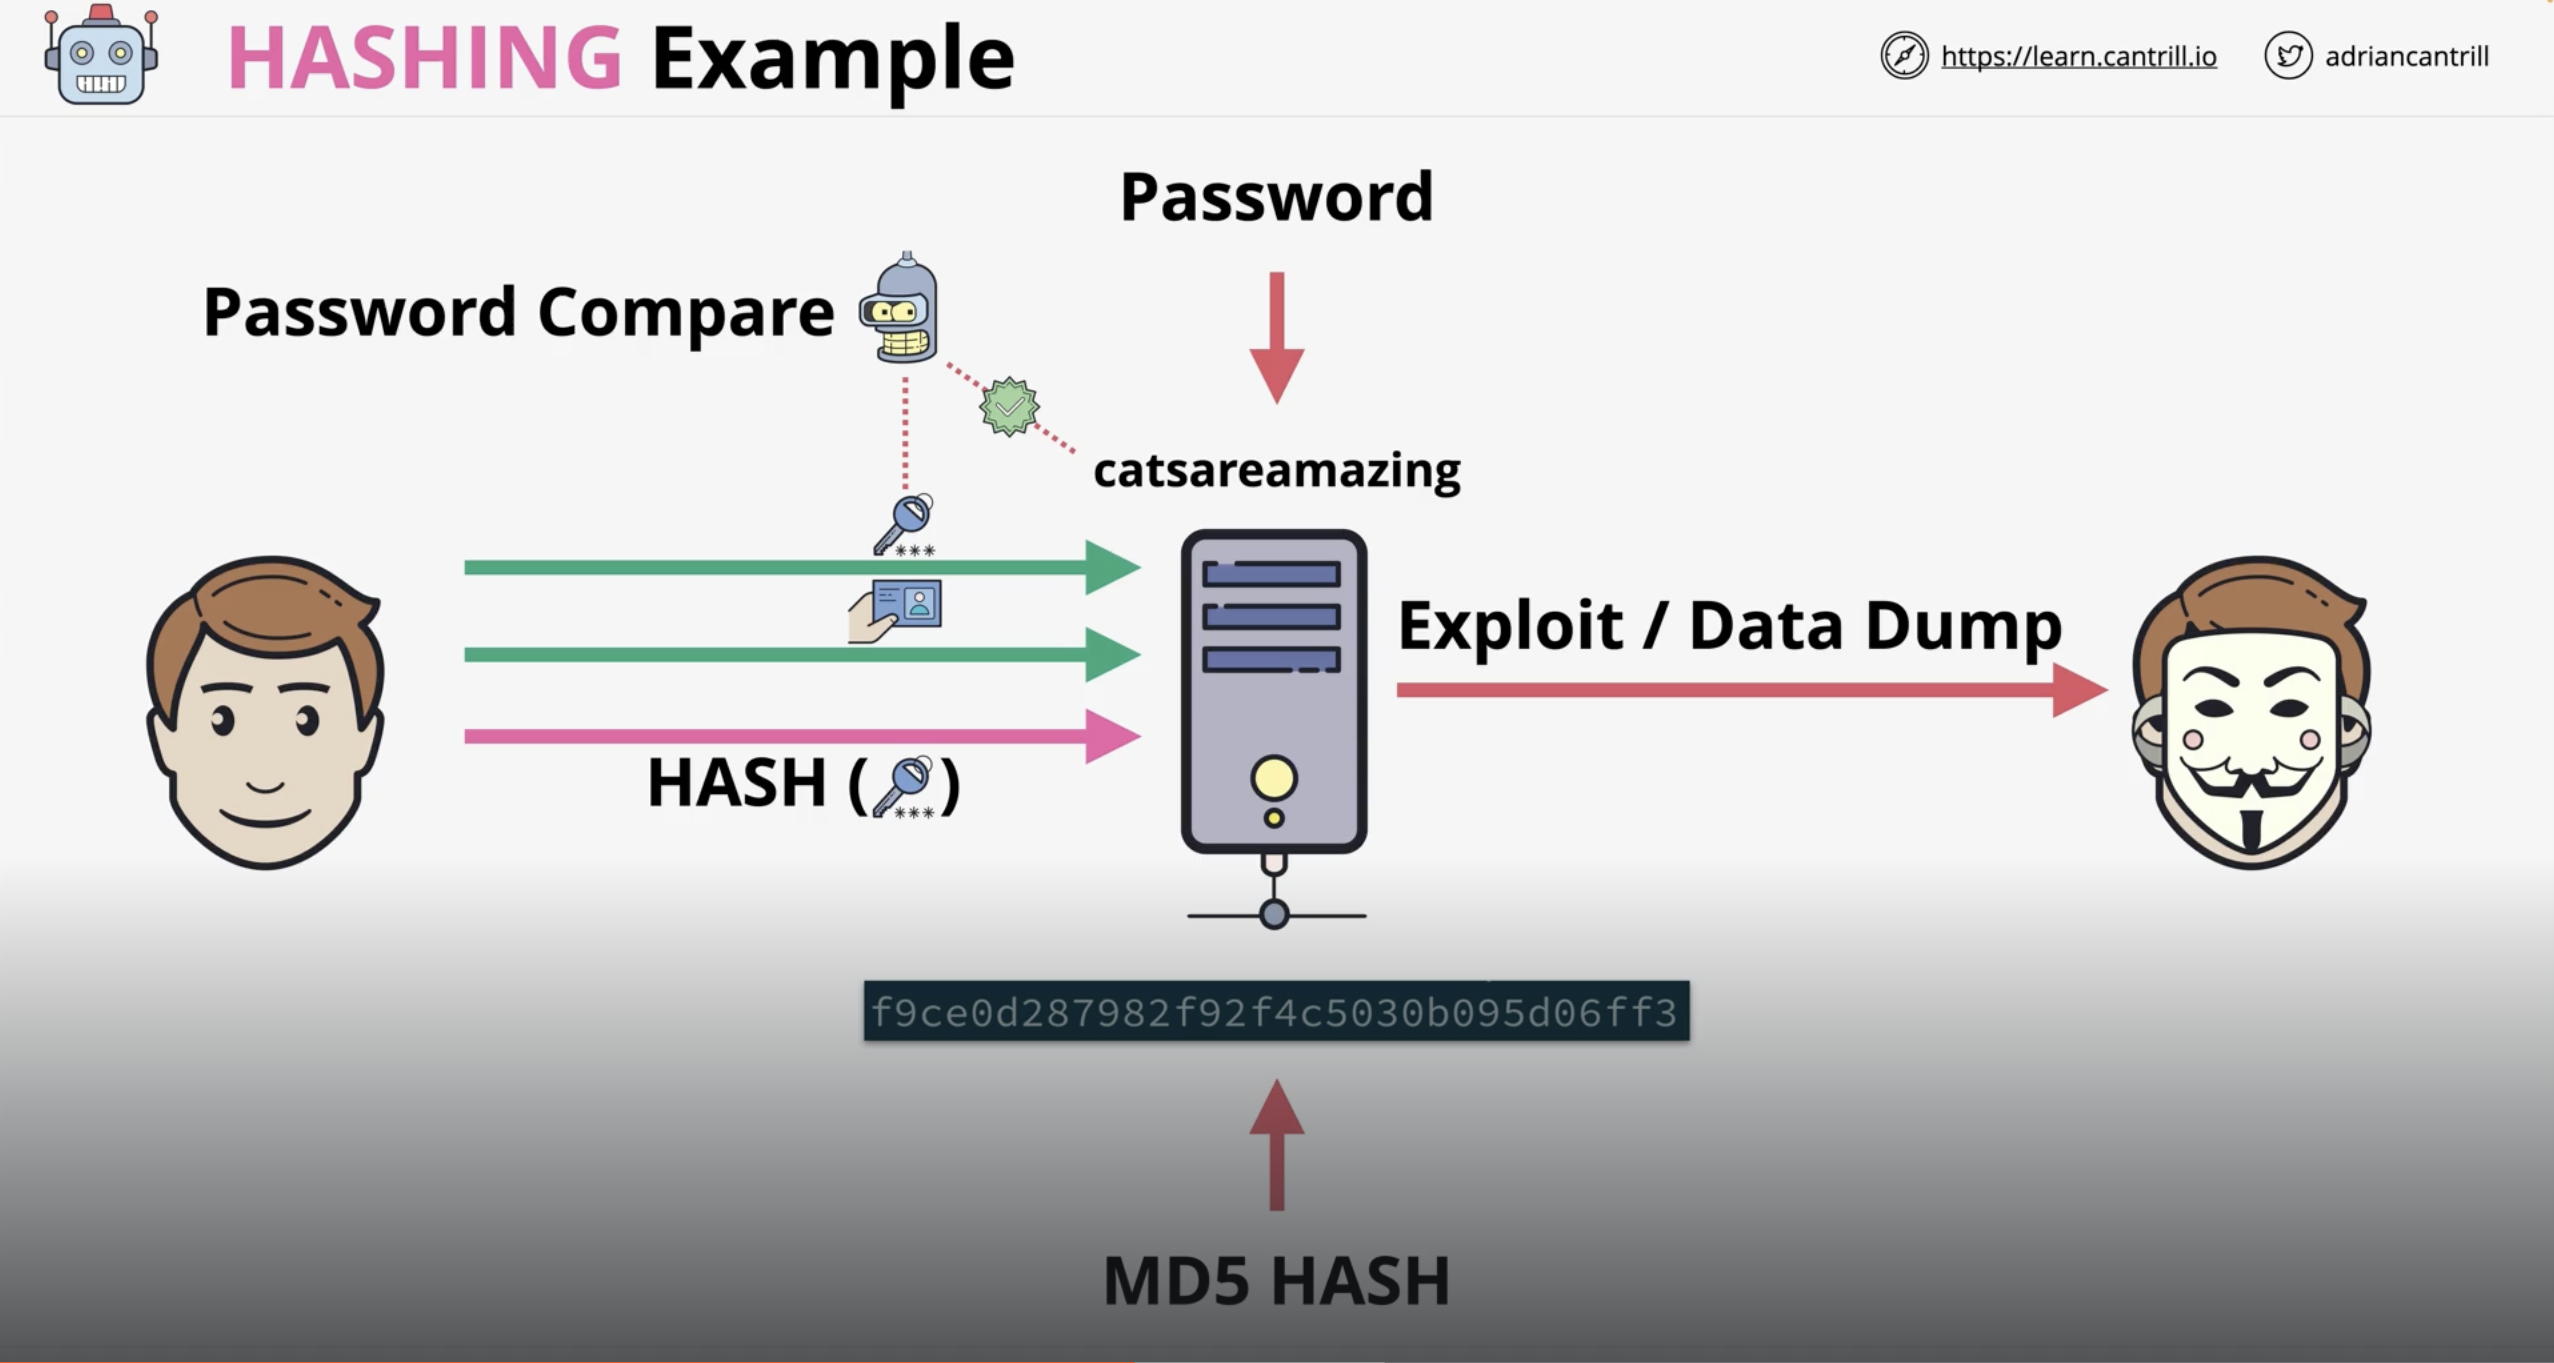 HASHING Example
https://learn.cantrill.io
adriancantrill
Password
Password Compare
catsareamazing
***
Exploit / Data Dump
HASH ( *** )
f9ce0d287982f92f4c5030b095d06ff3
MD5 HASH